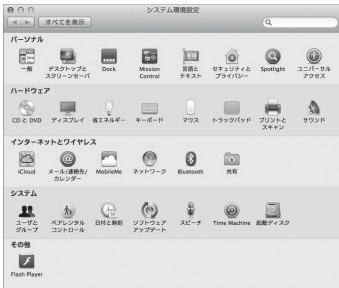 システム環境設定
すべてを表示
パーソナル
一般
デスクトップと
スクリーンセーバ
Dock
Mission
Control
言語と
テキスト
セキュリティと
プライバシー
Spotlight
ユニバーサル
アクセス
ハードウェア
CD と DVD
ディスプレイ
省エネルギー
キーボード
マウス
トラックパッド
プリントと
スキャン
サウンド
インターネットとワイヤレス
iCloud
メール/連絡先/
カレンダー
MobileMe
ネットワーク
Bluetooth
共有
システム
ユーザと
グループ
ペアレンタル
コントロール
日付と時刻
ソフトウェア
アップデート
スピーチ
Time Machine
起動ディスク
その他
Flash Player